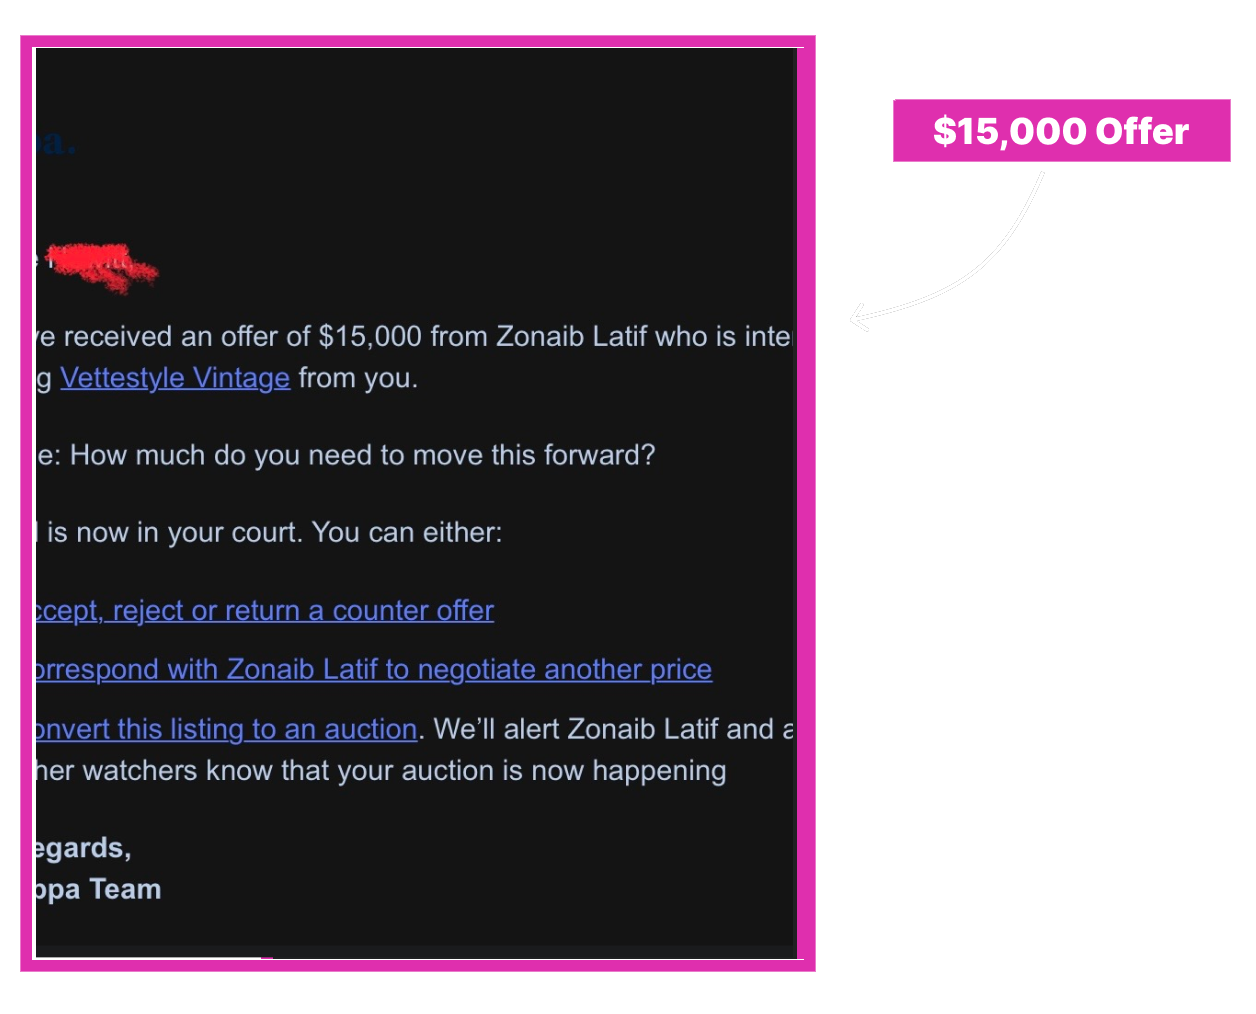 $15,000 Offer
a.
e
ve received an offer of $15,000 from Zonaib Latif who is inte
g Vettestyle Vintage from you.
e: How much do you need to move this forward?
l is now in your court. You can either:
ccept, reject or return a counter offer
orrespond with Zonaib Latif to negotiate another price
onvert this listing to an auction. We’ll alert Zonaib Latif and a
her watchers know that your auction is now happening
egards,
ppa Team